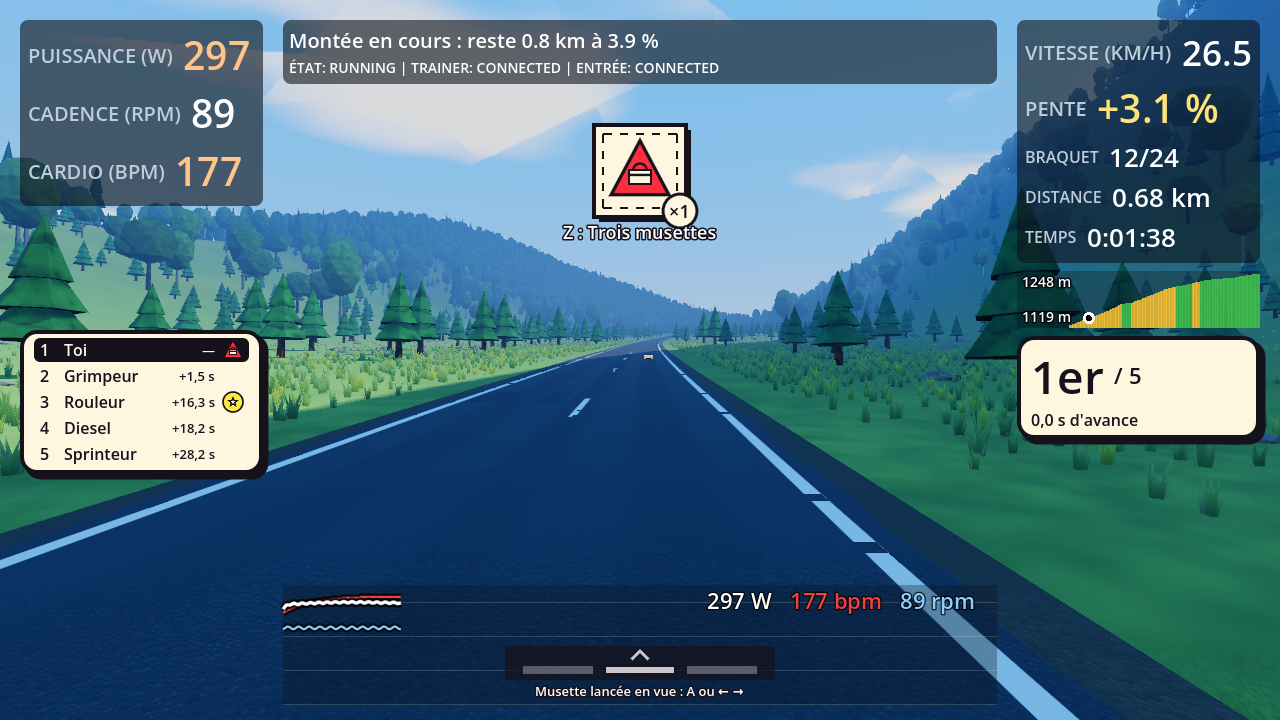 PUISSANCE (W) 297
CADENCE (RPM) 89
CARDIO (BPM) 177
Montée en cours : reste 0.8 km à 3.9 %
ÉTAT: RUNNING | TRAINER: CONNECTED | ENTRÉE: CONNECTED
×1
Z : Trois musettes
VITESSE (KM/H) 26.5
PENTE +3.1 %
BRAQUET 12/24
DISTANCE 0.68 km
TEMPS 0:01:38
1248 m
1119 m
1 Toi —
2 Grimpeur +1,5 s
3 Rouleur +16,3 s
4 Diesel +18,2 s
5 Sprinteur +28,2 s
1er / 5
0,0 s d'avance
297 W 177 bpm 89 rpm
Musette lancée en vue : A ou ← →